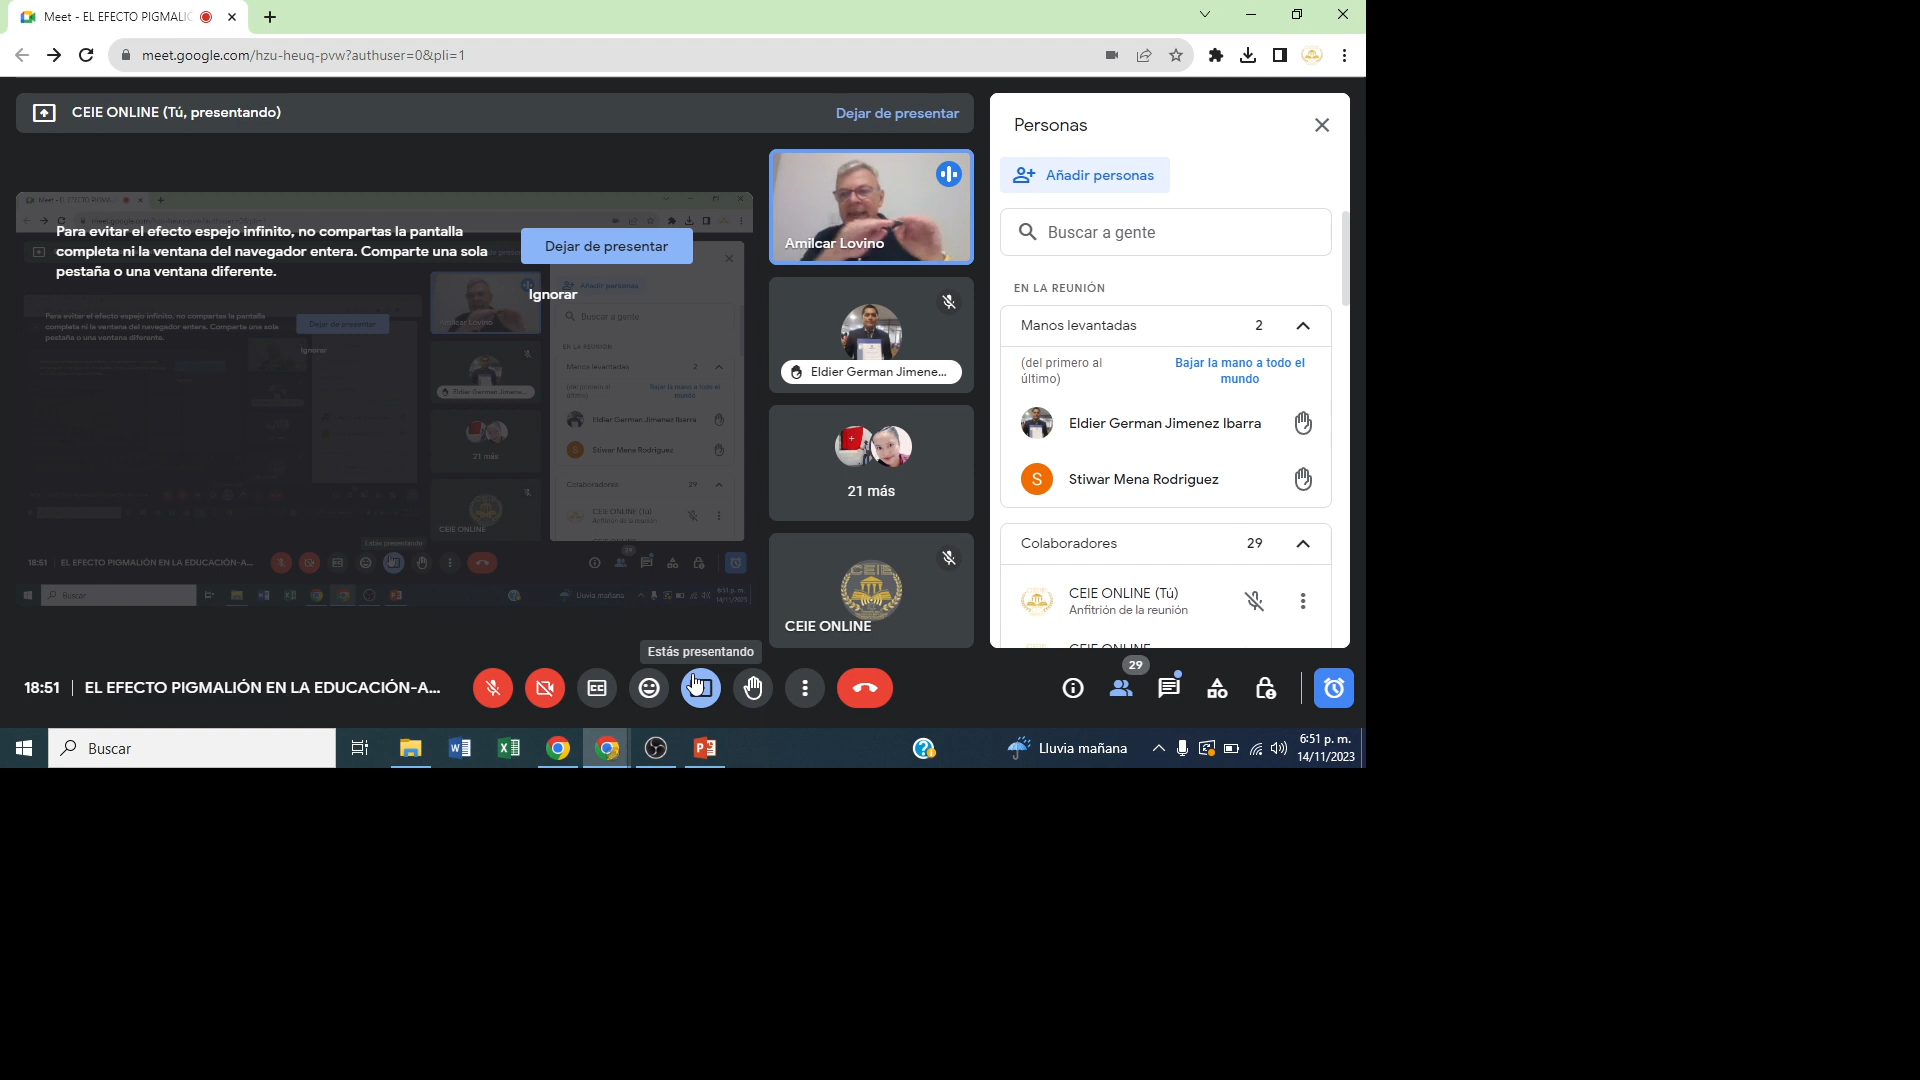 Meet - EL EFECTO PIGMALIC
meet.google.com/hzu-heuq-pvw?authuser=0&pli=1
CEIE ONLINE (Tú, presentando)
Dejar de presentar
Para evitar el efecto espejo infinito, no compartas la pantalla
completa ni la ventana del navegador entera. Comparte una sola
pestaña o una ventana diferente.
Dejar de presentar
Ignorar
Amilcar Lovino
Eldier German Jimene...
21 más
CEIE ONLINE
Personas
Añadir personas
Buscar a gente
EN LA REUNIÓN
Manos levantadas 2
(del primero al
último)
Bajar la mano a todo el
mundo
Eldier German Jimenez Ibarra
S Stiwar Mena Rodriguez
Colaboradores 29
CEIE ONLINE (Tú)
Anfitrión de la reunión
CEIE ONLINE
Estás presentando
18:51 | EL EFECTO PIGMALIÓN EN LA EDUCACIÓN-A...
29
Buscar
Lluvia mañana
6:51 p. m.
14/11/2023